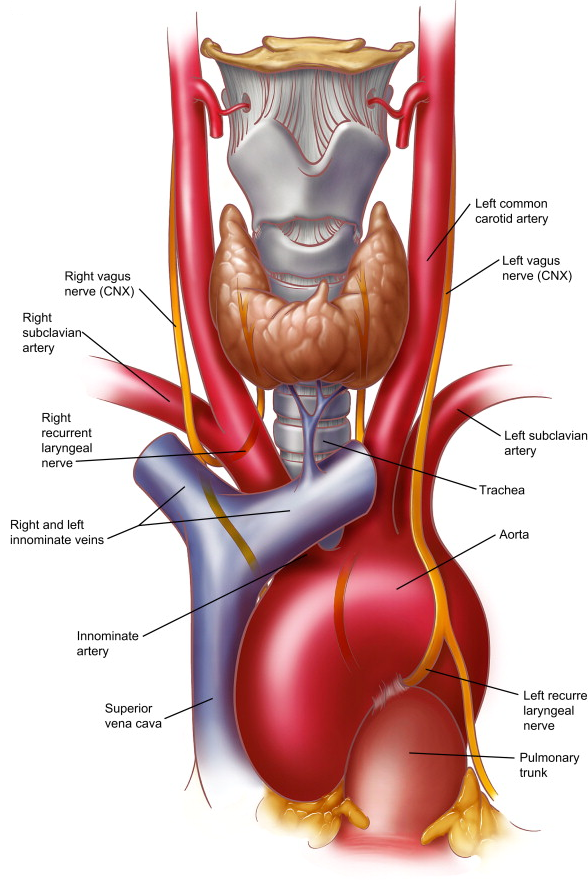 Left common
carotid artery
Left vagus
nerve (CNX)
Right vagus
nerve (CNX)
Right
subclavian
artery
Right
recurrent
laryngeal
nerve
Left subclavian
artery
Trachea
Right and left
innominate veins
Aorta
Innominate
artery
Superior
vena cava
Left recurre
laryngeal
nerve
Pulmonary
trunk